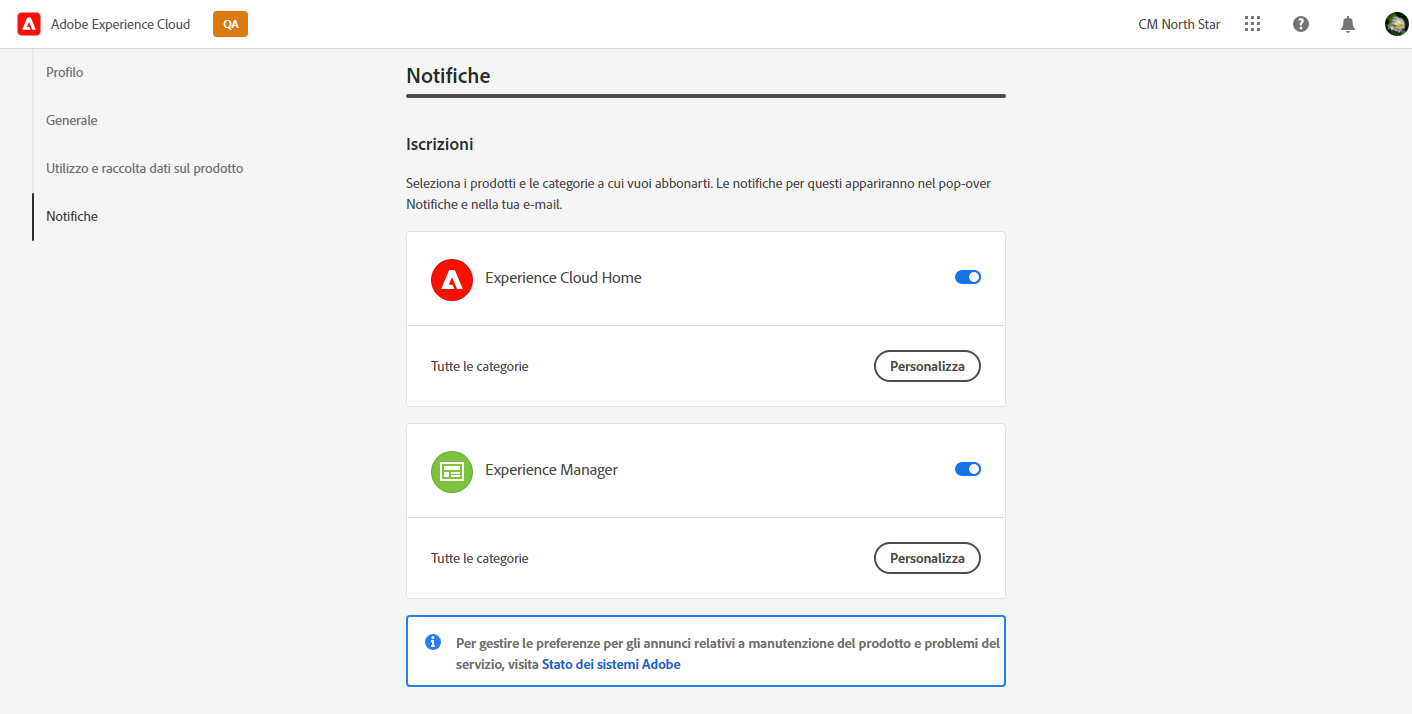 Adobe Experience Cloud
QA
CM North Star
Profilo
Generale
Utilizzo e raccolta dati sul prodotto
Notifiche
Notifiche
Iscrizioni
Seleziona i prodotti e le categorie a cui vuoi abbonarti. Le notifiche per questi appariranno nel pop-over
Notifiche e nella tua e-mail.
Experience Cloud Home
Tutte le categorie
Personalizza
Experience Manager
Tutte le categorie
Personalizza
Per gestire le preferenze per gli annunci relativi a manutenzione del prodotto e problemi del
servizio, visita Stato dei sistemi Adobe